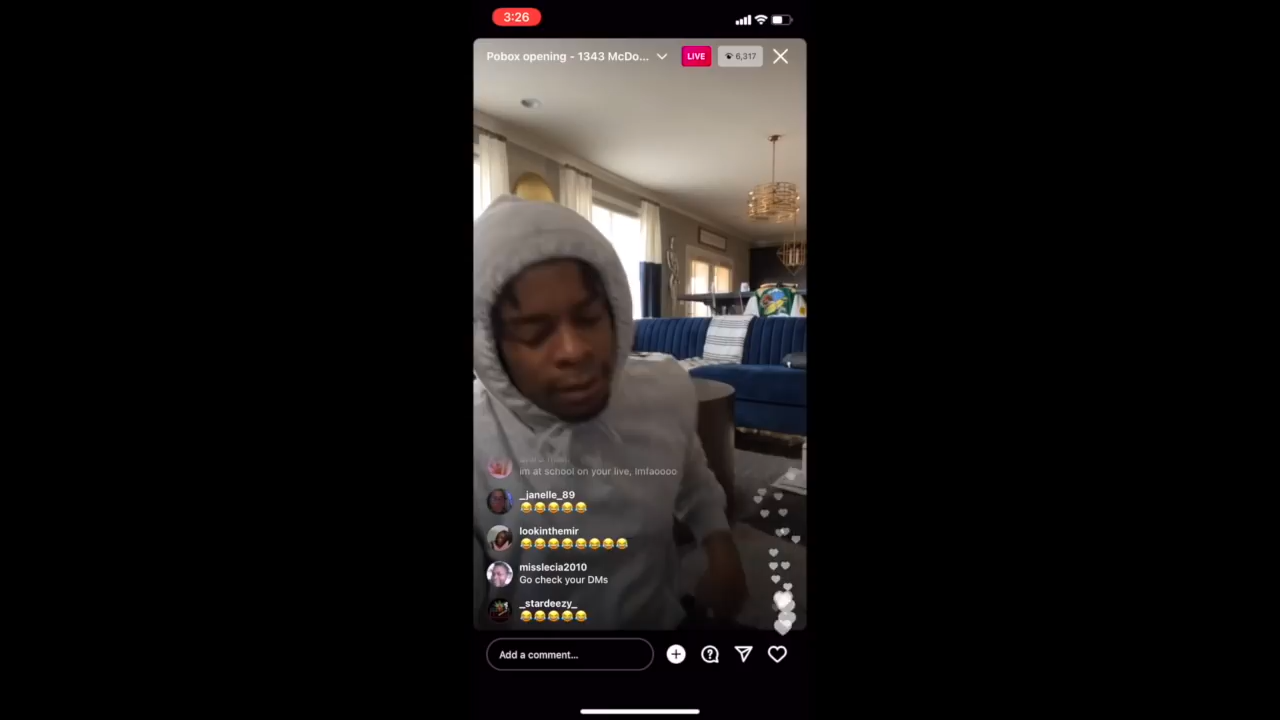 3:26
Pobox opening - 1343 McDo...
LIVE
6,317
im at school on your live, lmfaoooo
_janelle_89
😂😂😂😂😂
lookinthemir
😂😂😂😂😂😂😂😂
misslecia2010
Go check your DMs
_stardeezy_
😂😂😂😂😂
Add a comment...